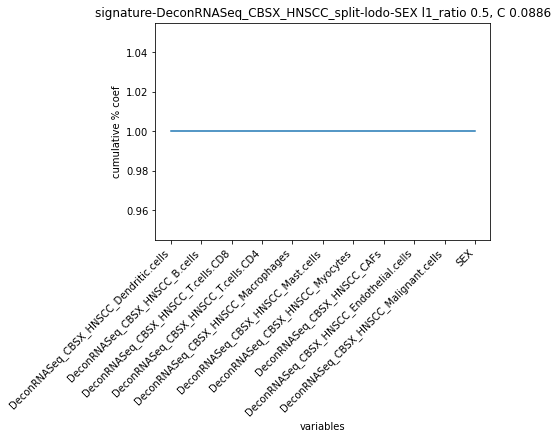 signature-DeconRNASeq_CBSX_HNSCC_split-lodo-SEX l1_ratio 0.5, C 0.0886
cumulative % coef
1.04
1.02
1.00
0.98
0.96
DeconRNASeq_CBSX_HNSCC_Dendritic.cells
DeconRNASeq_CBSX_HNSCC_B.cells
DeconRNASeq_CBSX_HNSCC_T.cells.CD8
DeconRNASeq_CBSX_HNSCC_T.cells.CD4
DeconRNASeq_CBSX_HNSCC_Macrophages
DeconRNASeq_CBSX_HNSCC_Mast.cells
DeconRNASeq_CBSX_HNSCC_Myocytes
DeconRNASeq_CBSX_HNSCC_CAFs
DeconRNASeq_CBSX_HNSCC_Endothelial.cells
DeconRNASeq_CBSX_HNSCC_Malignant.cells
SEX
variables